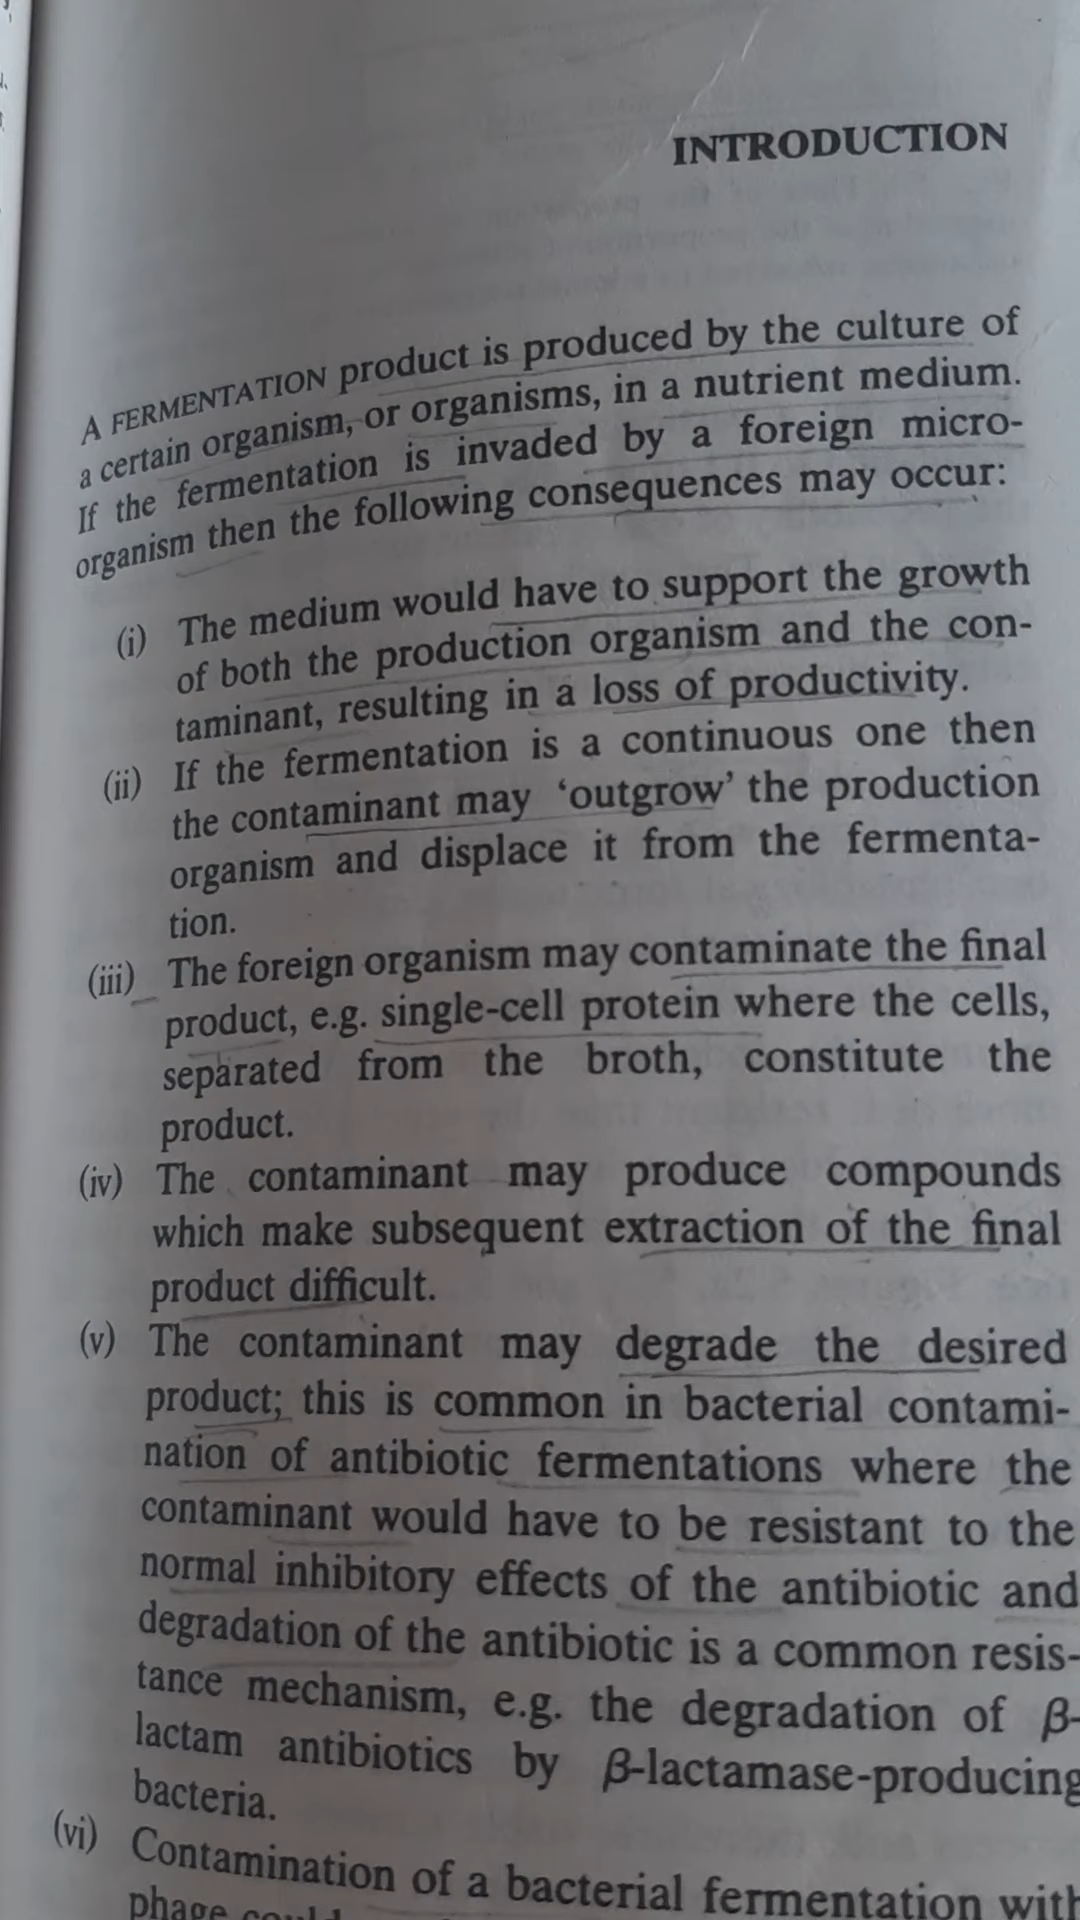 INTRODUCTION
A FERMENTATION product is produced by the culture of
a certain organism, or organisms, in a nutrient medium.
If the fermentation is invaded by a foreign micro-
organism then the following consequences may occur:
(i) The medium would have to support the growth
of both the production organism and the con-
taminant, resulting in a loss of productivity.
(ii) If the fermentation is a continuous one then
the contaminant may ‘outgrow’ the production
organism and displace it from the fermenta-
tion.
(iii) The foreign organism may contaminate the final
product, e.g. single-cell protein where the cells,
separated from the broth, constitute the
product.
(iv) The contaminant may produce compounds
which make subsequent extraction of the final
product difficult.
(v) The contaminant may degrade the desired
product; this is common in bacterial contami-
nation of antibiotic fermentations where the
contaminant would have to be resistant to the
normal inhibitory effects of the antibiotic and
degradation of the antibiotic is a common resis-
tance mechanism, e.g. the degradation of β-
lactam antibiotics by β-lactamase-producing
bacteria.
(vi) Contamination of a bacterial fermentation with
phage could